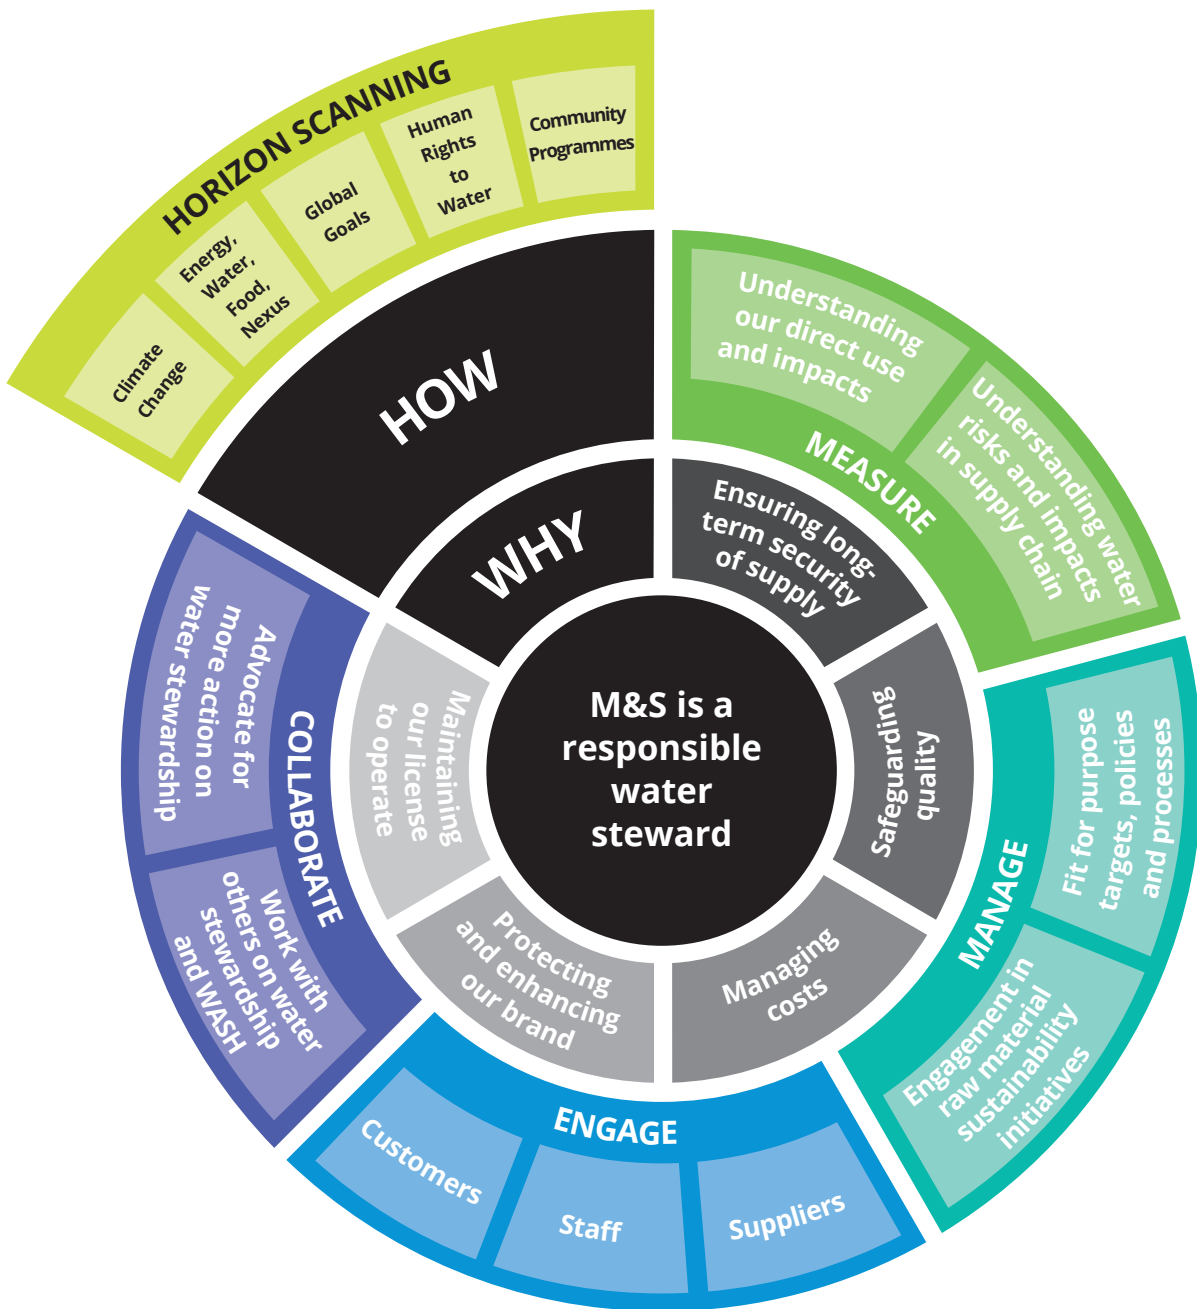 HORIZON SCANNING
Climate
Change
Energy,
Water,
Food,
Nexus
Global
Goals
Human
Rights
to
Water
Community
Programmes
HOW
WHY
M&S is a
responsible
water
steward
Ensuring long-
term security
of supply
Safeguarding
quality
Managing
costs
Protecting
and enhancing
our brand
Maintaining
our license
to operate
MEASURE
Understanding
our direct use
and impacts
Understanding water
risks and impacts
in supply chain
MANAGE
Fit for purpose
targets, policies
and processes
Engagement in
raw material
sustainability
initiatives
ENGAGE
Suppliers
Staff
Customers
COLLABORATE
Work with
others on water
stewardship
and WASH
Advocate for
more action on
water stewardship